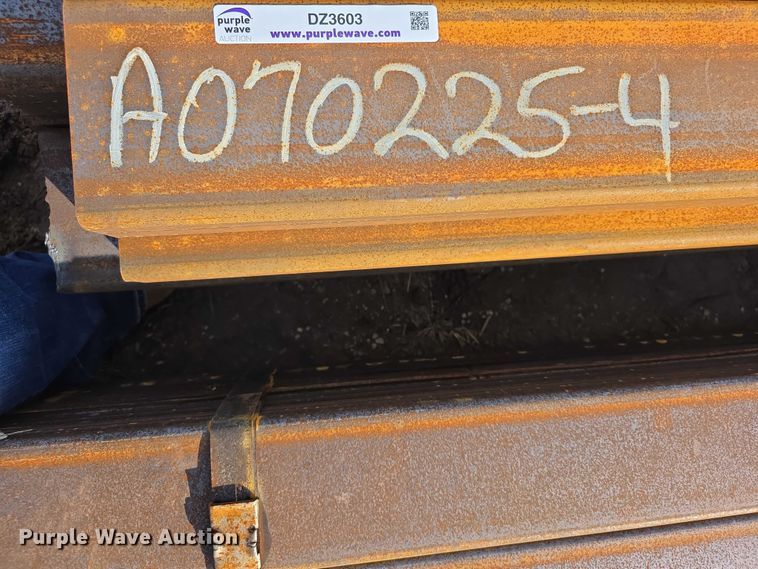 purple
wave
AUCTION
DZ3603
www.purplewave.com
A070225-4
Purple Wave Auction